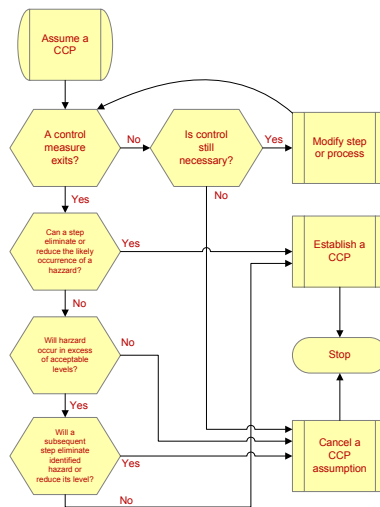 Assume a
CCP
A control
measure
exits?
No
Is control
still
necessary?
Yes
Modify step
or process
Yes
No
Can a step
eliminate or
reduce the likely
occurrence of a
hazzard?
Yes
Establish a
CCP
No
Will harzard
occur in excess
of acceptable
levels?
No
Stop
Yes
Will a
subsequent
step eliminate
identified
hazard or
reduce its level?
Yes
Cancel a
CCP
assumption
No